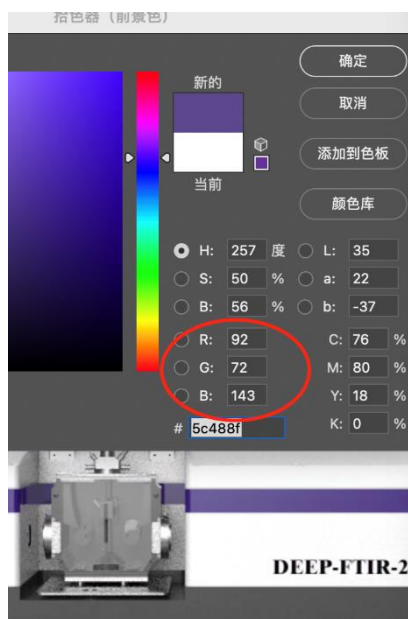 拾色器（前景色）
新的
当前
确定
取消
添加到色板
颜色库
H: 257 度 L: 35
S: 50 % a: 22
B: 56 % b: -37
R: 92 C: 76 %
G: 72 M: 80 %
B: 143 Y: 18 %
# 5c488f K: 0 %
DEEP-FTIR-2